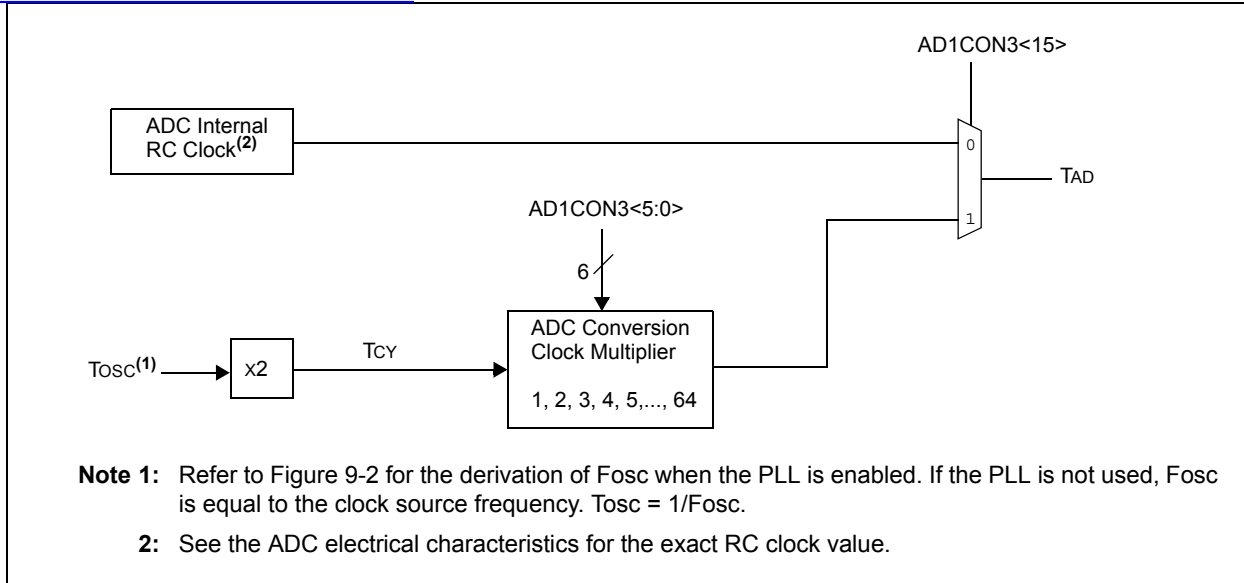 AD1CON3<15>
ADC Internal
RC Clock(2)
0
TAD
AD1CON3<5:0>
1
6
ADC Conversion
Clock Multiplier
TOSC(1)
X2
TCY
1, 2, 3, 4, 5,..., 64
Note 1: Refer to Figure 9-2 for the derivation of Fosc when the PLL is enabled. If the PLL is not used, Fosc
is equal to the clock source frequency. Tosc = 1/Fosc.
2: See the ADC electrical characteristics for the exact RC clock value.